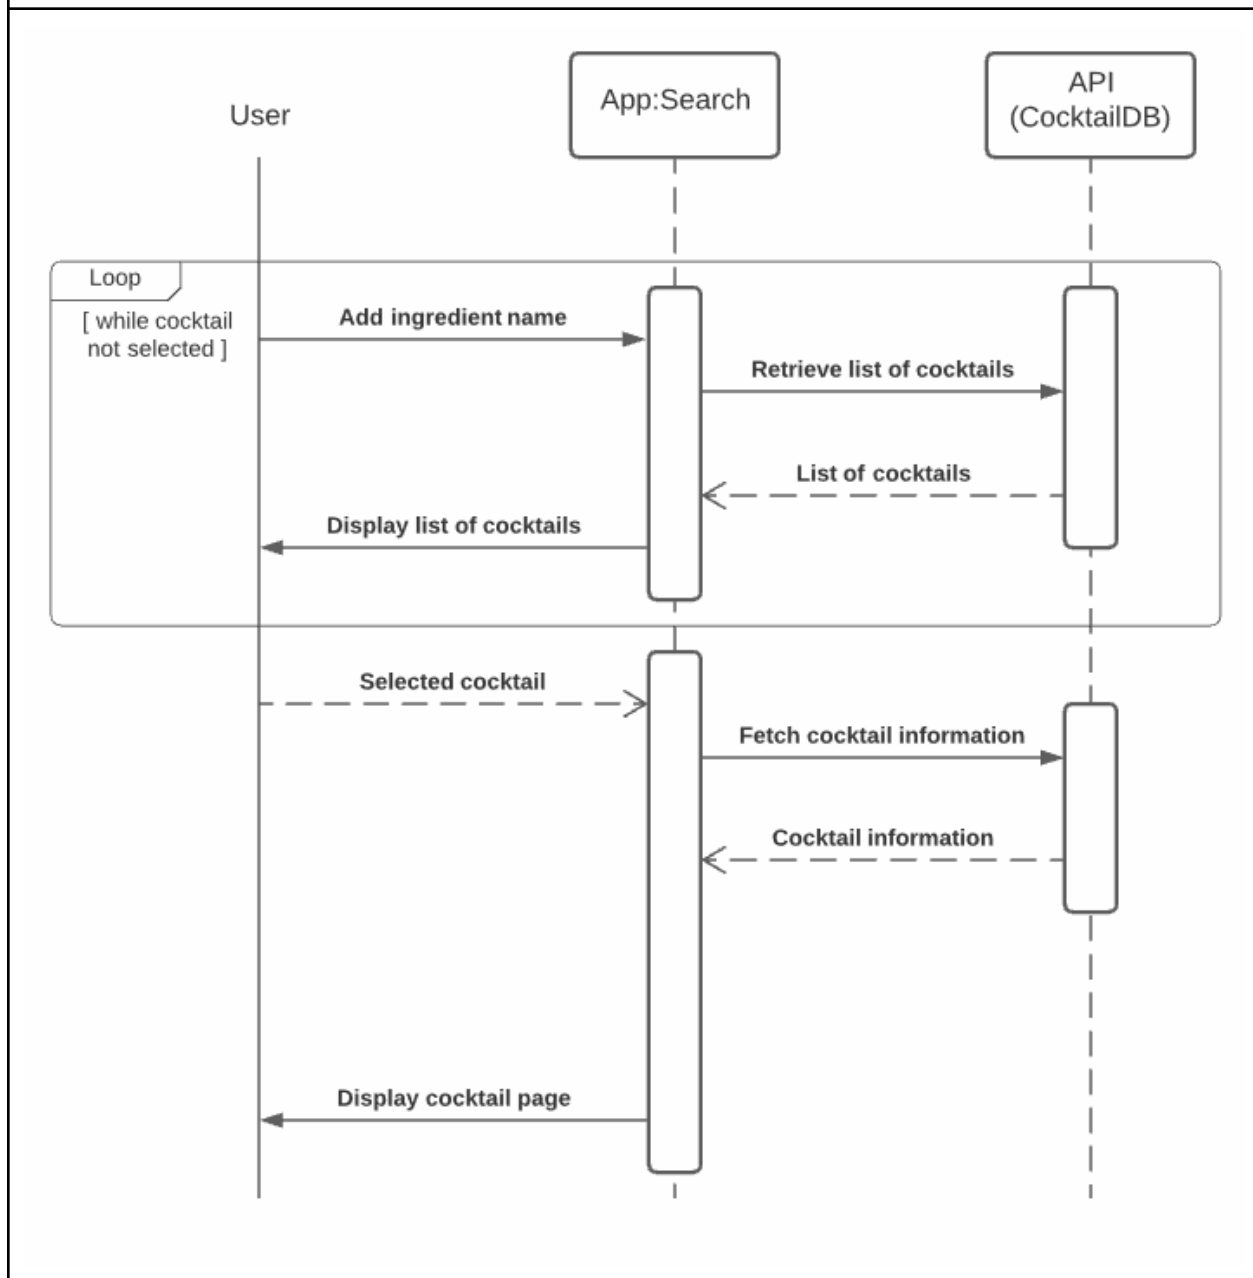 User
App:Search
API
(CocktailDB)
Loop
[ while cocktail
not selected ]
Add ingredient name
Retrieve list of cocktails
List of cocktails
Display list of cocktails
Selected cocktail
Fetch cocktail information
Cocktail information
Display cocktail page